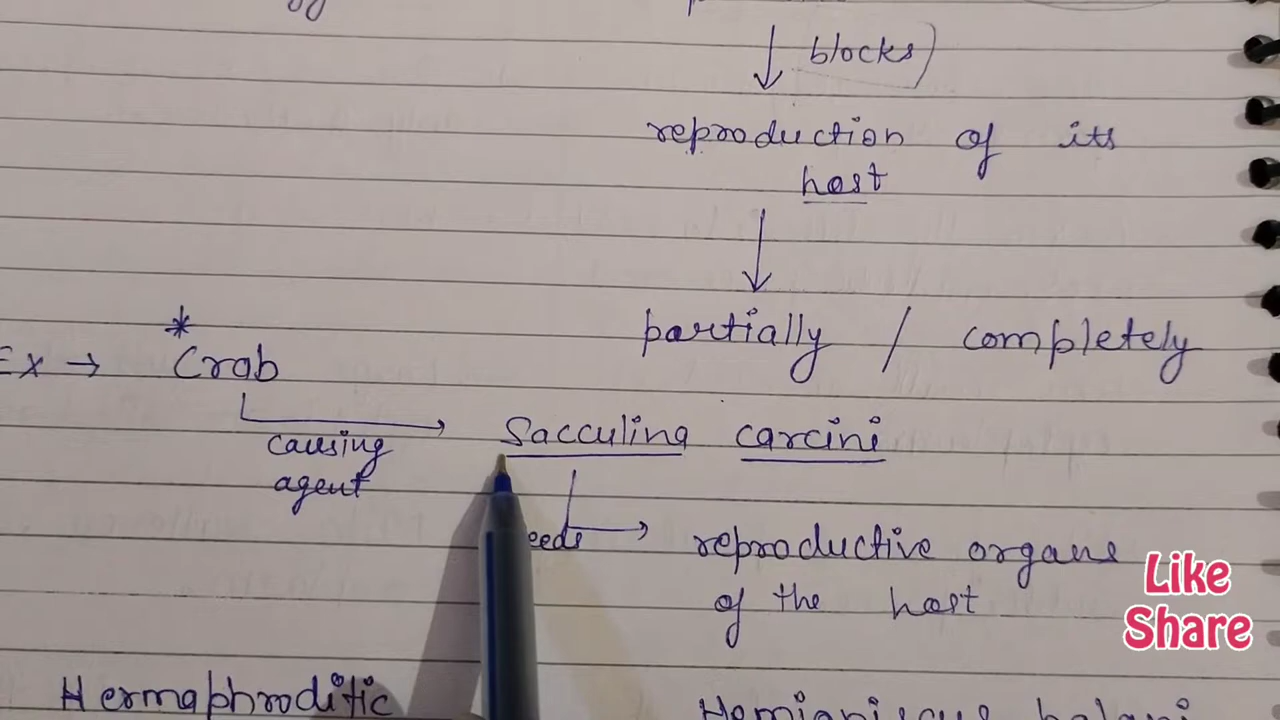 blocks)
reproduction of its
host
partially / completely
*
Ex → Crab
causing
agent
Sacculina carcini
reproductive organs
of the host
Like
Share
Hermaphroditic